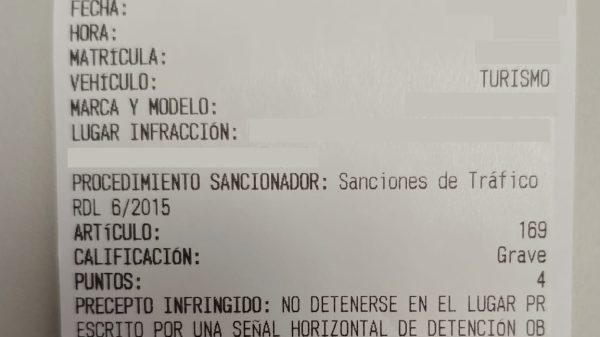 FECHA:
HORA:
MATRÍCULA:
VEHÍCULO: TURISMO
MARCA Y MODELO:
LUGAR INFRACCIÓN:
PROCEDIMIENTO SANCIONADOR: Sanciones de Tráfico
RDL 6/2015
ARTÍCULO: 169
CALIFICACIÓN: Grave
PUNTOS: 4
PRECEPTO INFRINGIDO: NO DETENERSE EN EL LUGAR PR
ESCRITO POR UNA SEÑAL HORIZONTAL DE DETENCIÓN OB